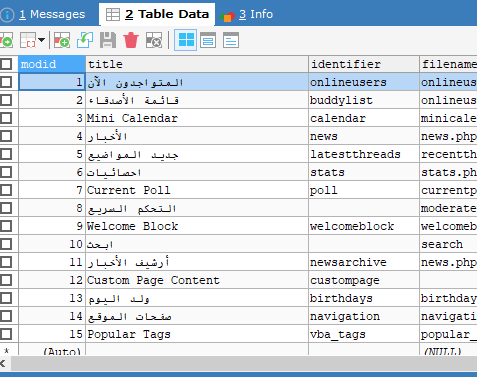 1 Messages 2 Table Data 3 Info
modid title identifier filename
1 المتواجدون الآن onlineusers onlineus
2 قائمة الأصدقاء buddylist onlineus
3 Mini Calendar calendar minicale
4 الأخبار news news.php
5 جديد المواضيع latestthreads recentth
6 احصائيات stats stats.ph
7 Current Poll poll currentp
8 التحكم السريع moderate
9 Welcome Block welcomeblock welcomeb
10 ابحث search
11 أرشيف الأخبار newsarchive news.php
12 Custom Page Content custompage
13 ولد اليوم birthdays birthday
14 صفحات الموقع navigation navigati
15 Popular Tags vba_tags popular_
* (Auto) (NULL)